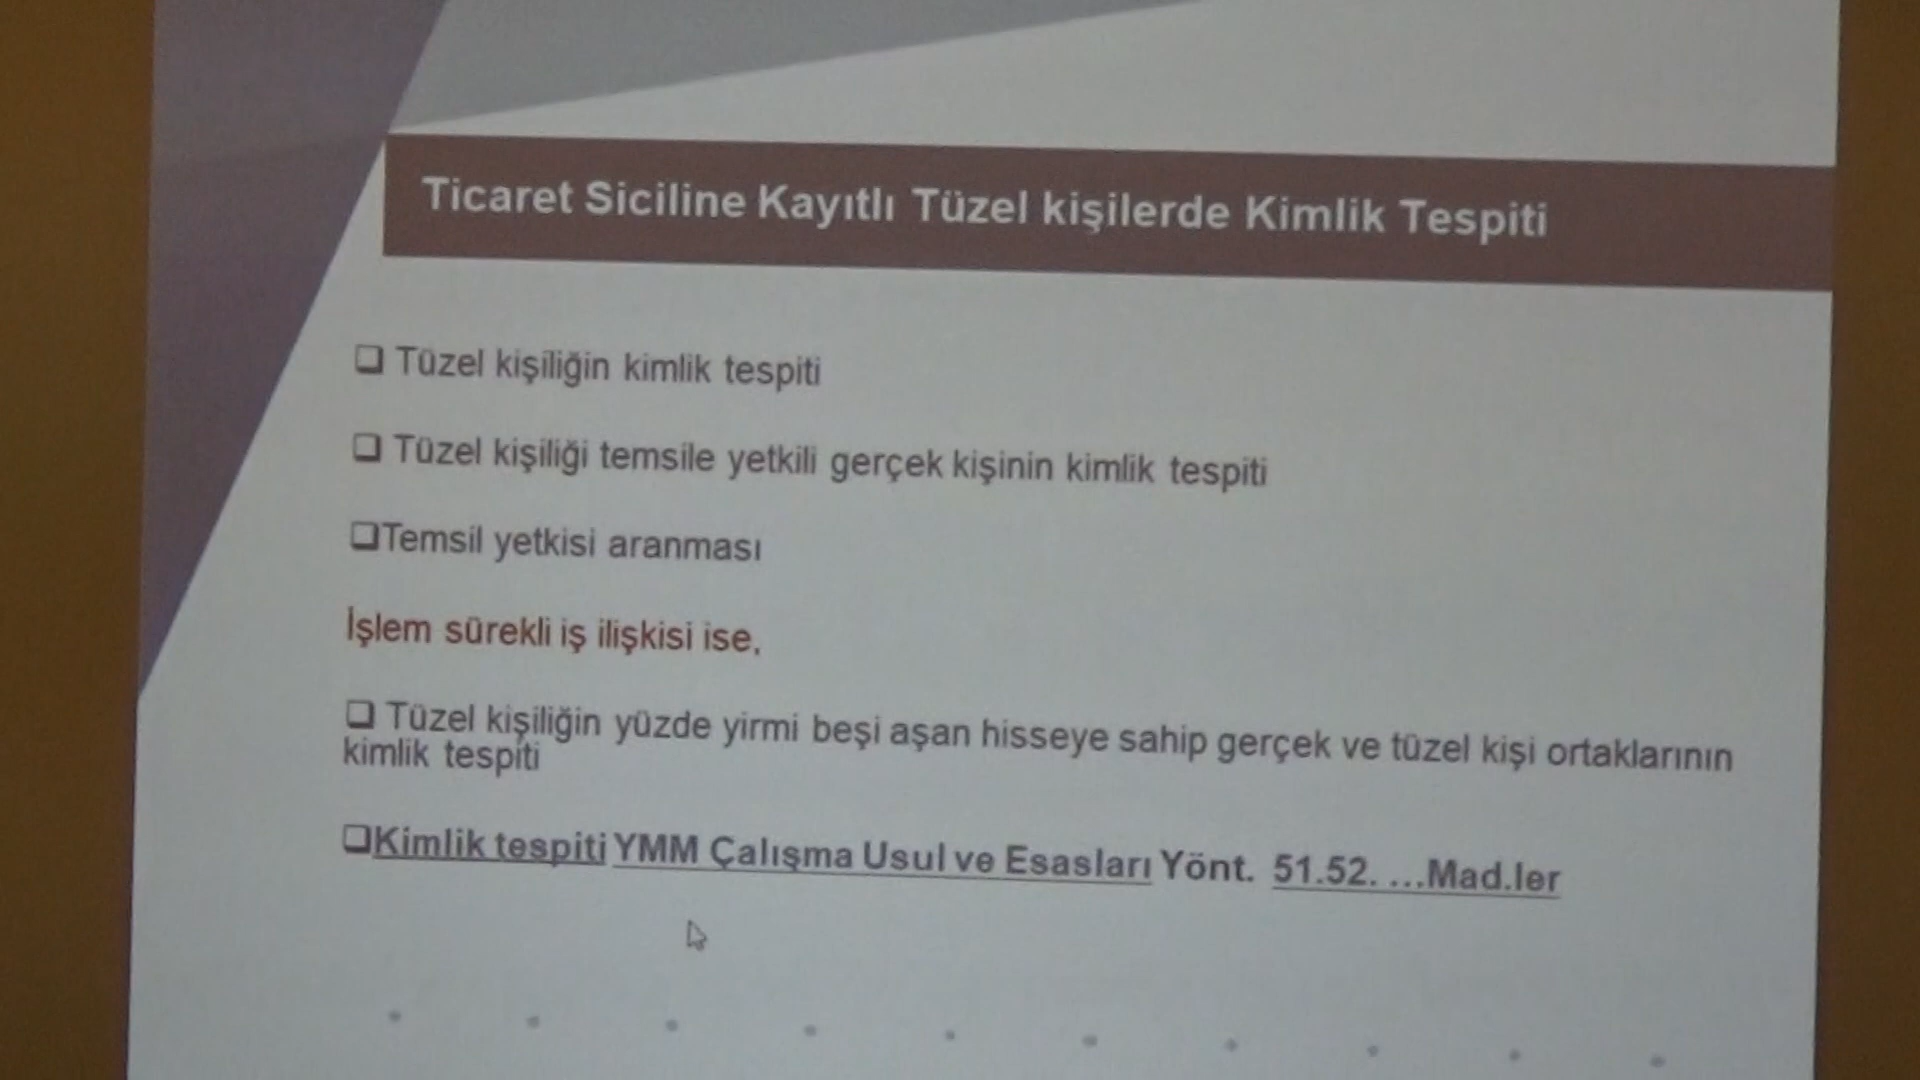 Ticaret Siciline Kayıtlı Tüzel kişilerde Kimlik Tespiti
❑ Tüzel kişiliğin kimlik tespiti
❑ Tüzel kişiliği temsile yetkili gerçek kişinin kimlik tespiti
❑Temsil yetkisi aranması
İşlem sürekli iş ilişkisi ise,
❑ Tüzel kişiliğin yüzde yirmi beşi aşan hisseye sahip gerçek ve tüzel kişi ortaklarının
kimlik tespiti
❑Kimlik tespiti YMM Çalışma Usul ve Esasları Yönt. 51.52. ...Mad.ler